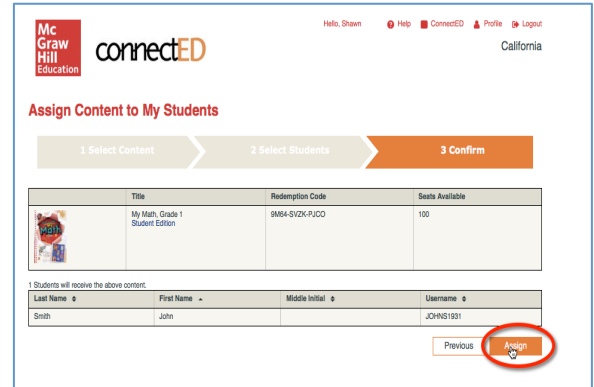 Mc
Graw
Hill
Education
connectED
Hello, Shawn Help ConnectED Profile Logout
California
Assign Content to My Students
1 Select Content 2 Select Students 3 Confirm
Title Redemption Code Seats Available
Math
My Math, Grade 1 9M64-SVZK-PJCO 100
Student Edition
1 Students will receive the above content.
Last Name First Name Middle Initial Username
Smith John JOHNS1931
Previous Assign